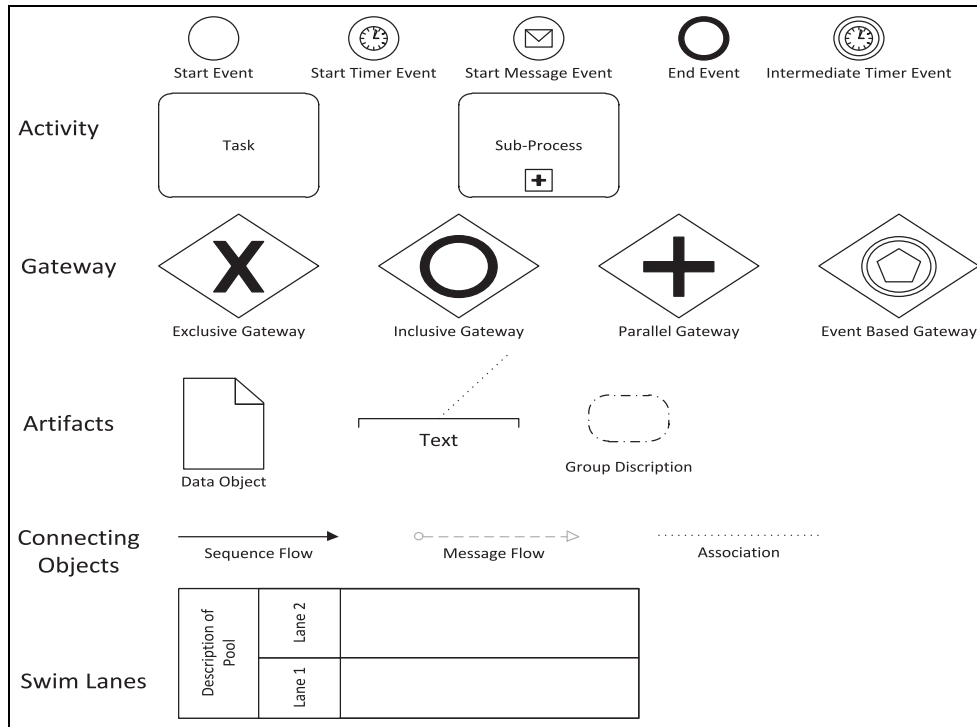 Start Event
Start Timer Event
Start Message Event
End Event
Intermediate Timer Event
Activity
Task
Sub-Process
Gateway
X
Exclusive Gateway
Inclusive Gateway
Parallel Gateway
Event Based Gateway
Artifacts
Text
Data Object
Group Discription
Connecting
Objects
Sequence Flow
Message Flow
Association
Swim Lanes
Description of
Pool
Lane 2
Lane 1